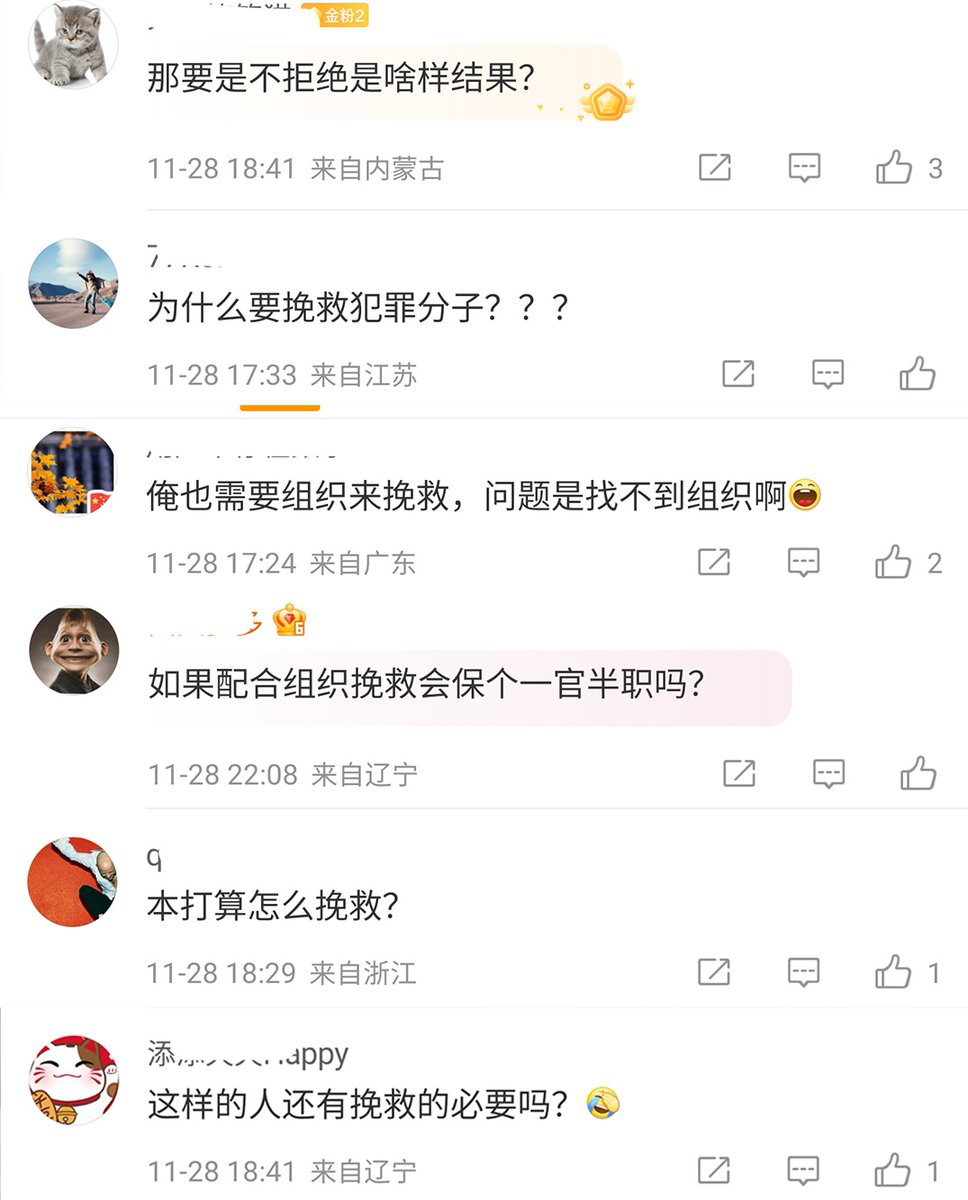 金粉2
那要是不拒绝是啥样结果？
11-28 18:41 来自内蒙古
3
为什么要挽救犯罪分子？？？
11-28 17:33 来自江苏
俺也需要组织来挽救，问题是找不到组织啊
11-28 17:24 来自广东
2
6
如果配合组织挽救会保个一官半职吗？
11-28 22:08 来自辽宁
q
本打算怎么挽救？
11-28 18:29 来自浙江
1
添
appy
这样的人还有挽救的必要吗？
11-28 18:41 来自辽宁
1